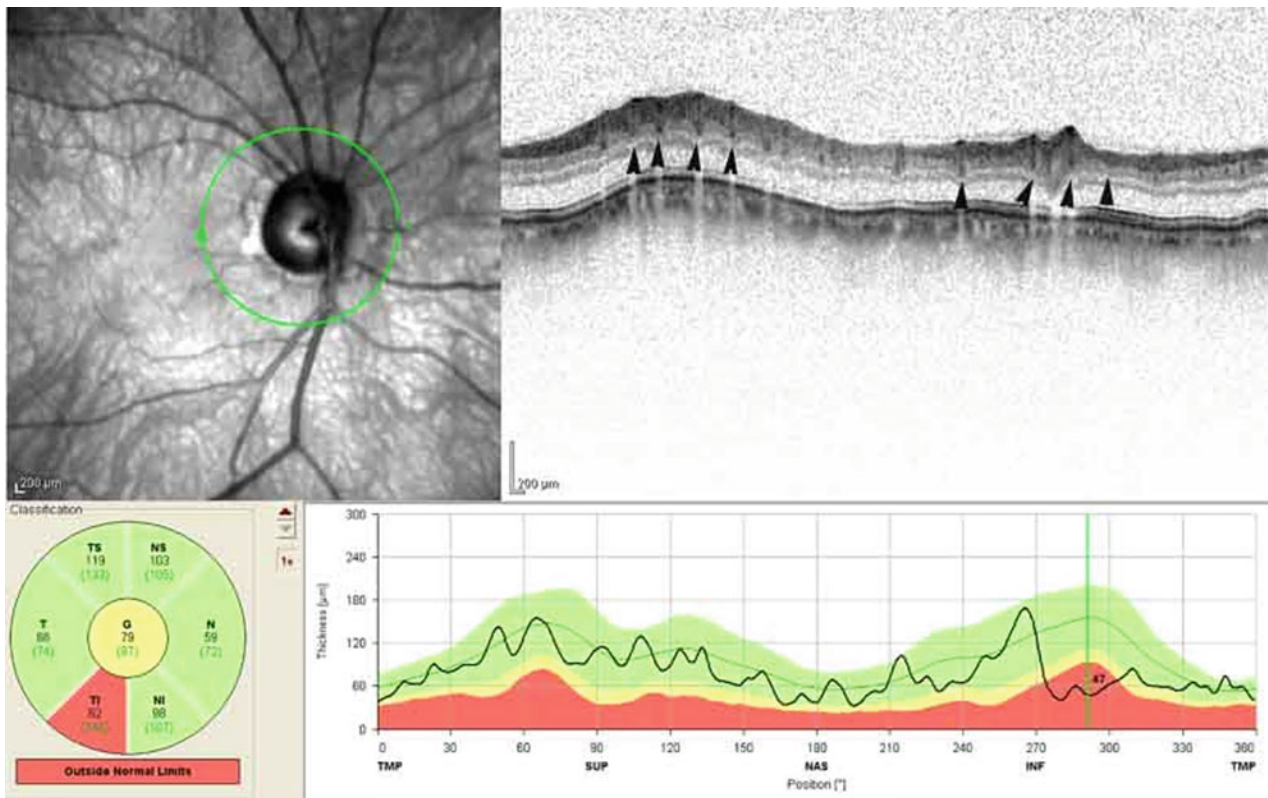 200 µm
200 µm
Classification
TS
119
(133)
NS
103
(105)
T
88
(74)
G
79
(97)
N
59
(72)
TI
62
NI
98
(107)
Outside Normal Limits
Thickness [µm]
300
240
180
120
60
0
47
0 30 60 90 120 150 180 210 240 270 300 330 360
TMP SUP NAS INF TMP
Position [°]